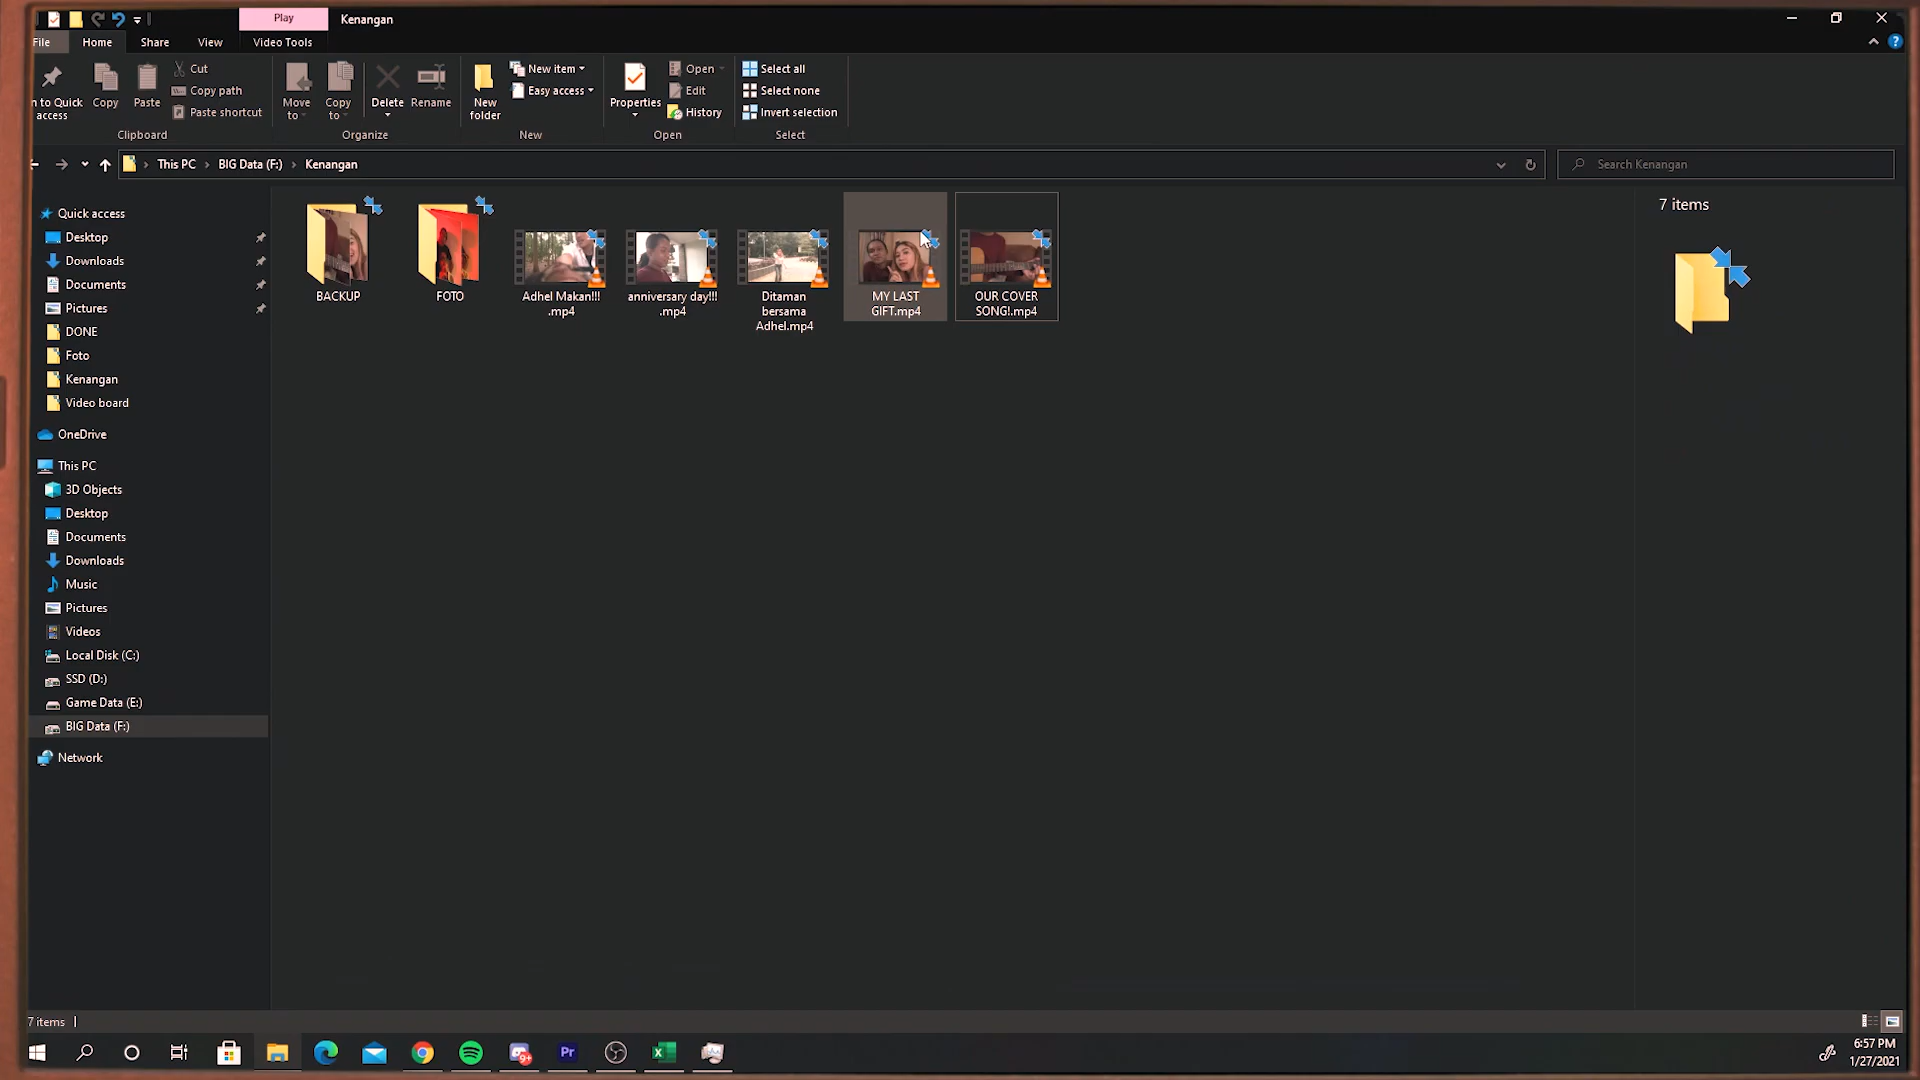 Play
Kenangan
File
Home
Share
View
Video Tools
n to Quick
access
Copy
Paste
Cut
Copy path
Paste shortcut
Clipboard
Move
to
Copy
to
Delete
Rename
Organize
New
folder
New item
Easy access
New
Properties
Open
Edit
History
Open
Select all
Select none
Invert selection
Select
This PC
BIG Data (F:)
Kenangan
Search Kenangan
Quick access
Desktop
Downloads
Documents
Pictures
DONE
Foto
Kenangan
Video board
OneDrive
This PC
3D Objects
Desktop
Documents
Downloads
Music
Pictures
Videos
Local Disk (C:)
SSD (D:)
Game Data (E:)
BIG Data (F:)
Network
BACKUP
FOTO
Adhel Makan!!!
.mp4
anniversary day!!!
.mp4
Ditaman
bersama
Adhel.mp4
MY LAST
GIFT.mp4
OUR COVER
SONG!.mp4
7 items
7 items
9+
Pr
6:57 PM
1/27/2021